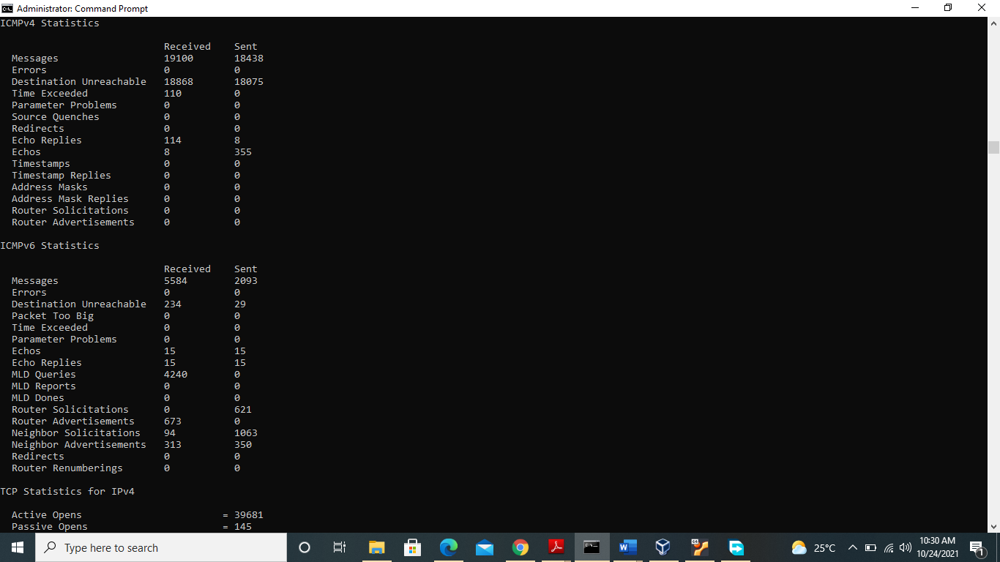 Administrator: Command Prompt
ICMPv4 Statistics
Received Sent
Messages 19100 18438
Errors 0 0
Destination Unreachable 18868 18075
Time Exceeded 110 0
Parameter Problems 0 0
Source Quenches 0 0
Redirects 0 0
Echo Replies 114 8
Echos 8 355
Timestamps 0 0
Timestamp Replies 0 0
Address Masks 0 0
Address Mask Replies 0 0
Router Solicitations 0 0
Router Advertisements 0 0
ICMPv6 Statistics
Received Sent
Messages 5584 2093
Errors 0 0
Destination Unreachable 234 29
Packet Too Big 0 0
Time Exceeded 0 0
Parameter Problems 0 0
Echos 15 15
Echo Replies 15 15
MLD Queries 4240 0
MLD Reports 0 0
MLD Dones 0 0
Router Solicitations 0 621
Router Advertisements 673 0
Neighbor Solicitations 94 1063
Neighbor Advertisements 313 350
Redirects 0 0
Router Renumberings 0 0
TCP Statistics for IPv4
Active Opens = 39681
Passive Opens = 145
Type here to search
25°C
10:30 AM
10/24/2021
1